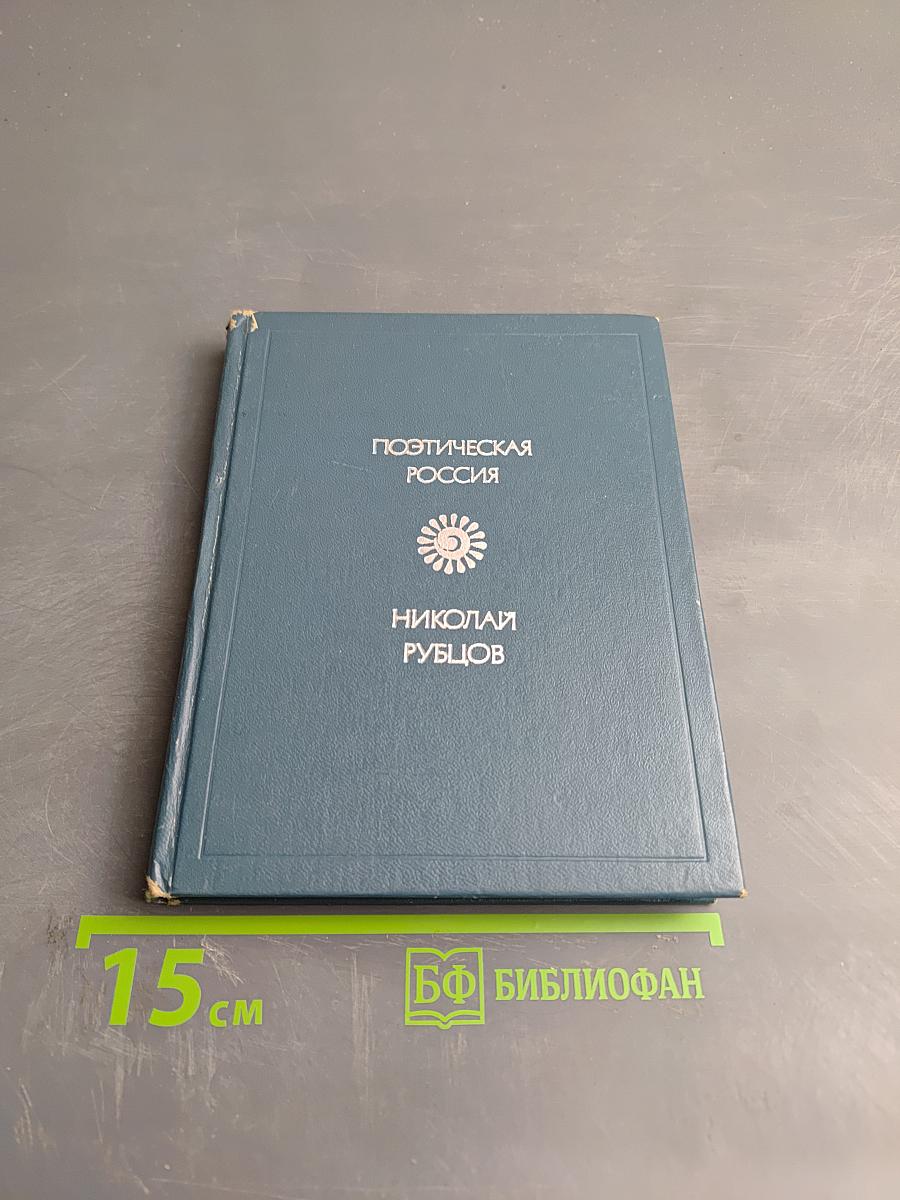 ПОЭТИЧЕСКАЯ
РОССИЯ
НИКОЛАЙ
РУБЦОВ
15 см
БФ БИБЛИОФАН